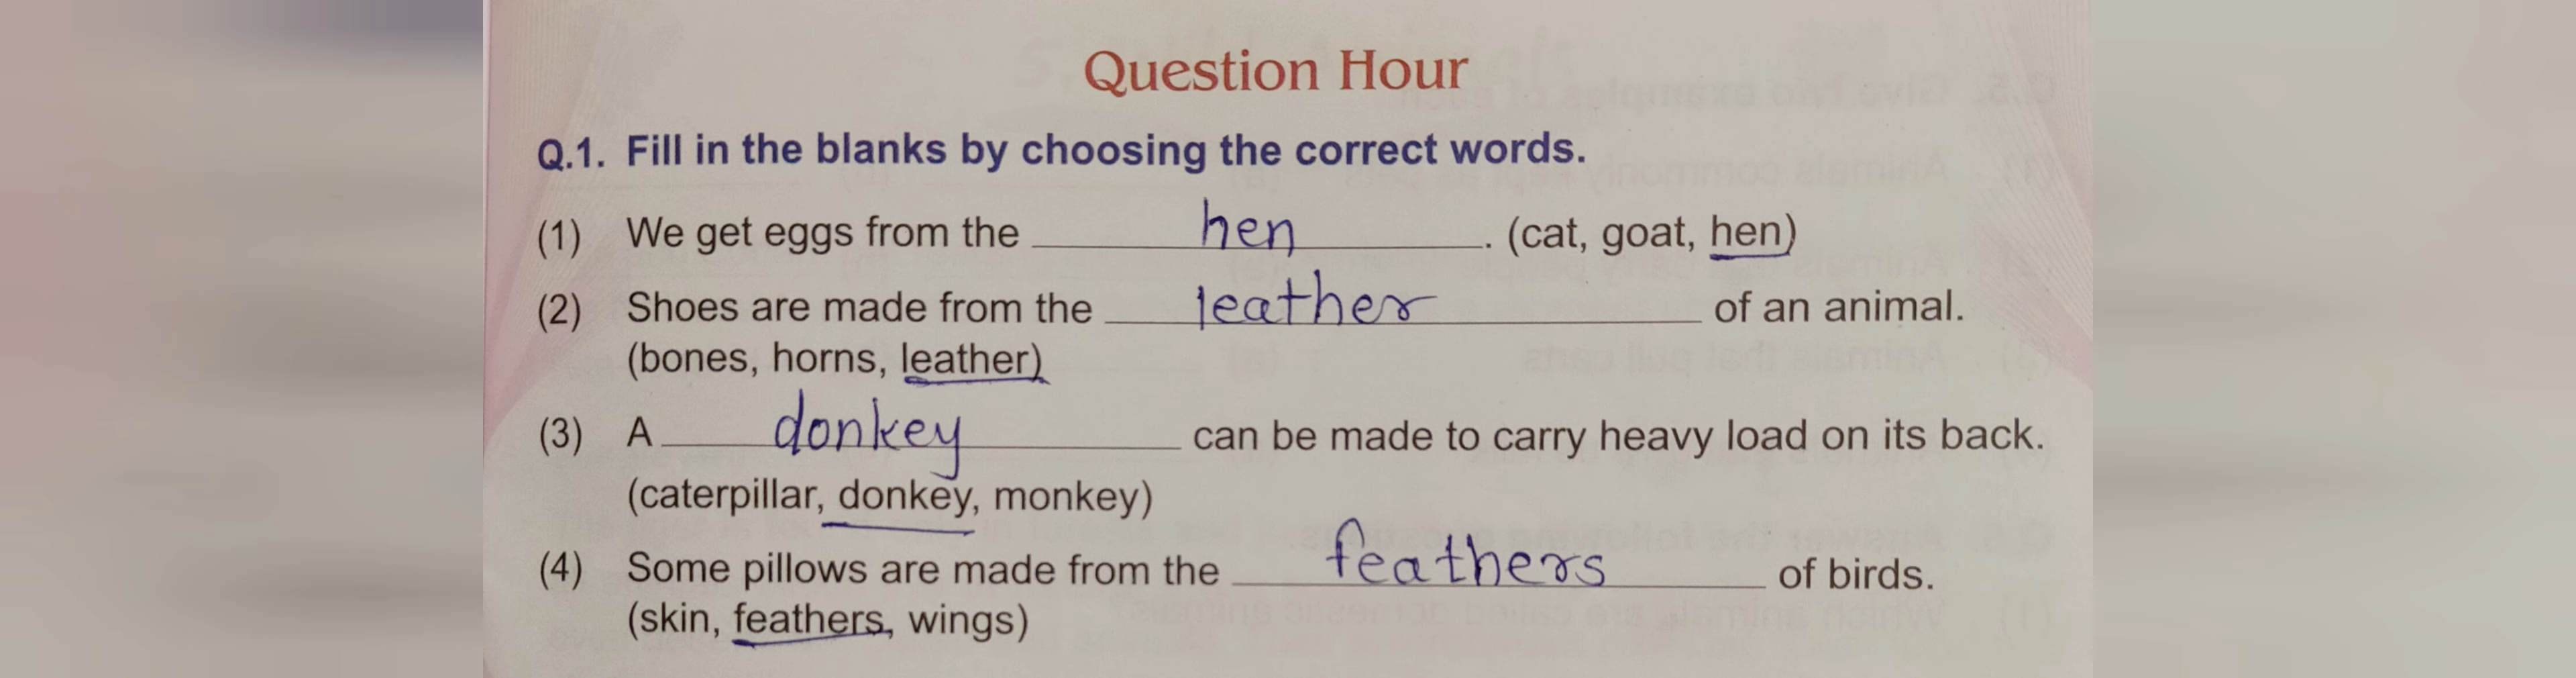 Question Hour
Q.1. Fill in the blanks by choosing the correct words.
(1) We get eggs from the hen. (cat, goat, hen)
(2) Shoes are made from the leather of an animal.
(bones, horns, leather)
(3) A donkey can be made to carry heavy load on its back.
(caterpillar, donkey, monkey)
(4) Some pillows are made from the feathers of birds.
(skin, feathers, wings)